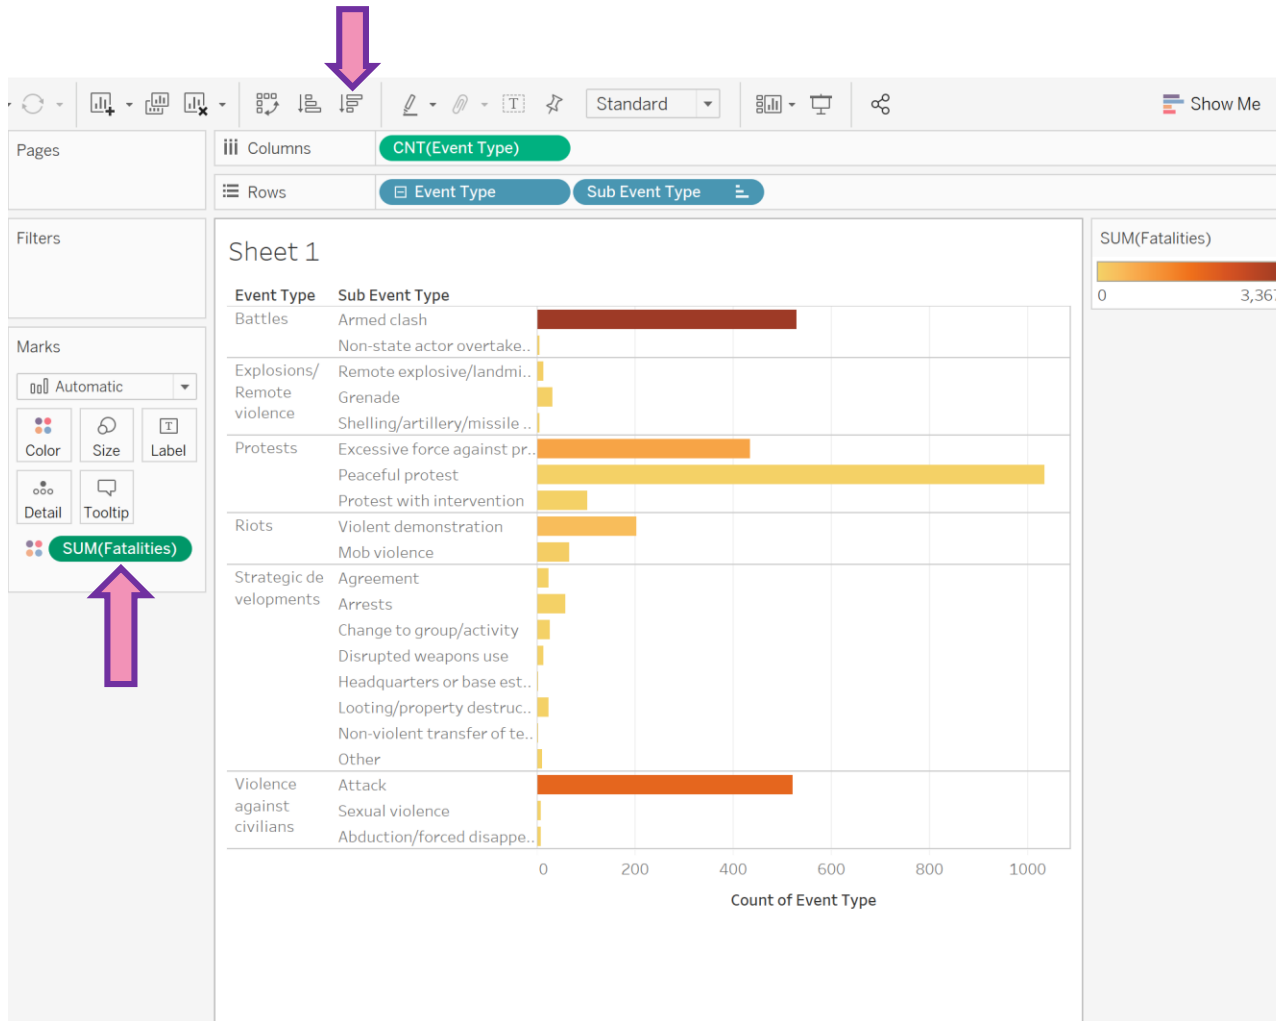 Standard
Show Me
Pages
Columns
CNT(Event Type)
Rows
Event Type
Sub Event Type
Filters
Marks
Automatic
Color
Size
Label
Detail
Tooltip
SUM(Fatalities)
Sheet 1
Event Type
Sub Event Type
Battles
Armed clash
Non-state actor overtake..
Explosions/
Remote
violence
Remote explosive/landmi..
Grenade
Shelling/artillery/missile ..
Protests
Excessive force against pr..
Peaceful protest
Protest with intervention
Riots
Violent demonstration
Mob violence
Strategic de
velopments
Agreement
Arrests
Change to group/activity
Disrupted weapons use
Headquarters or base est..
Looting/property destruc..
Non-violent transfer of te..
Other
Violence
against
civilians
Attack
Sexual violence
Abduction/forced disappe..
0 200 400 600 800 1000
Count of Event Type
SUM(Fatalities)
0